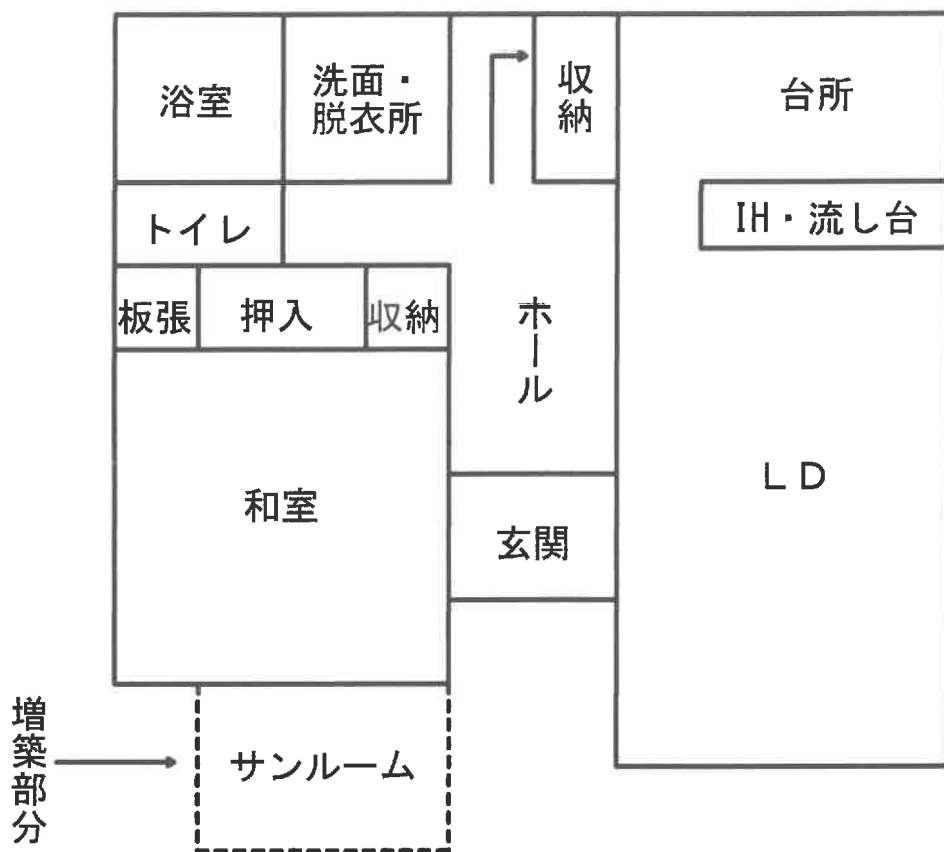 浴室
洗面・
脱衣所
収納
台所
トイレ
IH・流し台
板張
押入
収納
ホール
和室
LD
玄関
増築部分
サンルーム